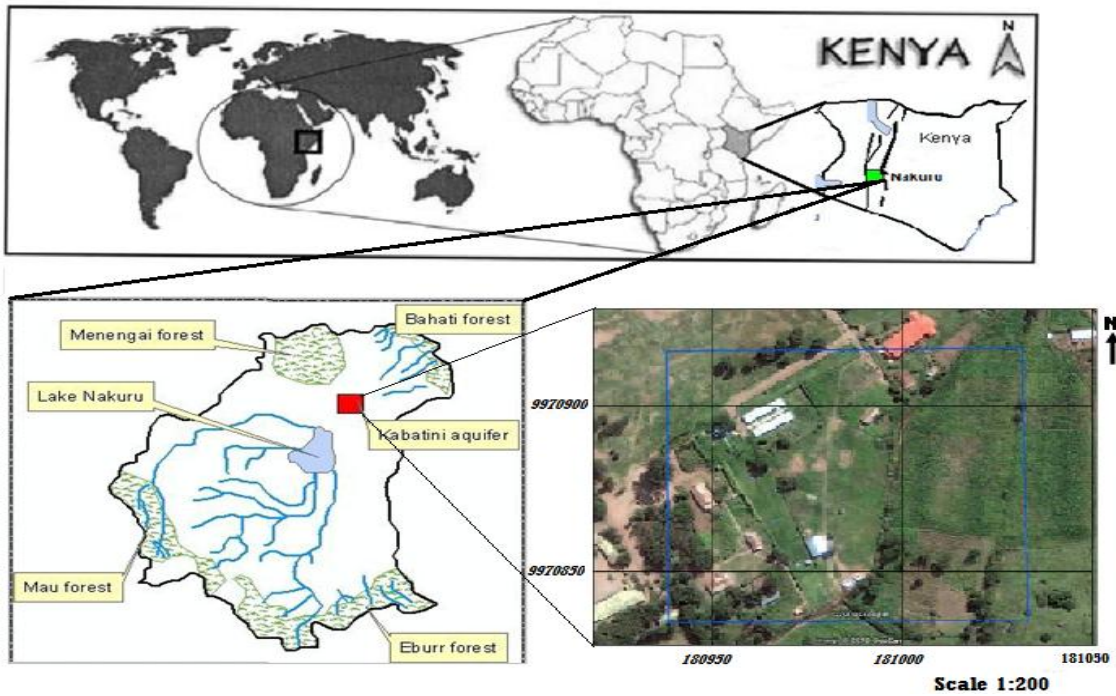 KENYA
N
Kenya
Nakuru
Menengai forest
Bahati forest
Lake Nakuru
Kabatini aquifer
Mau forest
Eburr forest
N
9970900
9970850
180950
181000
181050
Scale 1:200